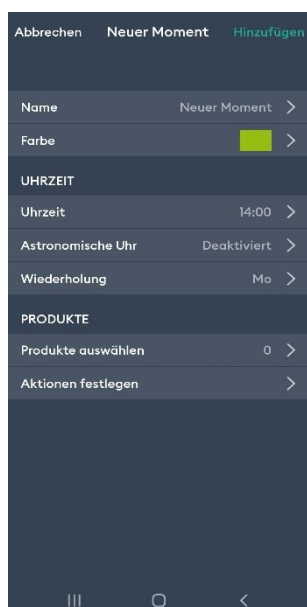 Abbrechen Neuer Moment Hinzufügen
Name Neuer Moment
Farbe
UHRZEIT
Uhrzeit 14:00
Astronomische Uhr Deaktiviert
Wiederholung Mo
PRODUKTE
Produkte auswählen 0
Aktionen festlegen